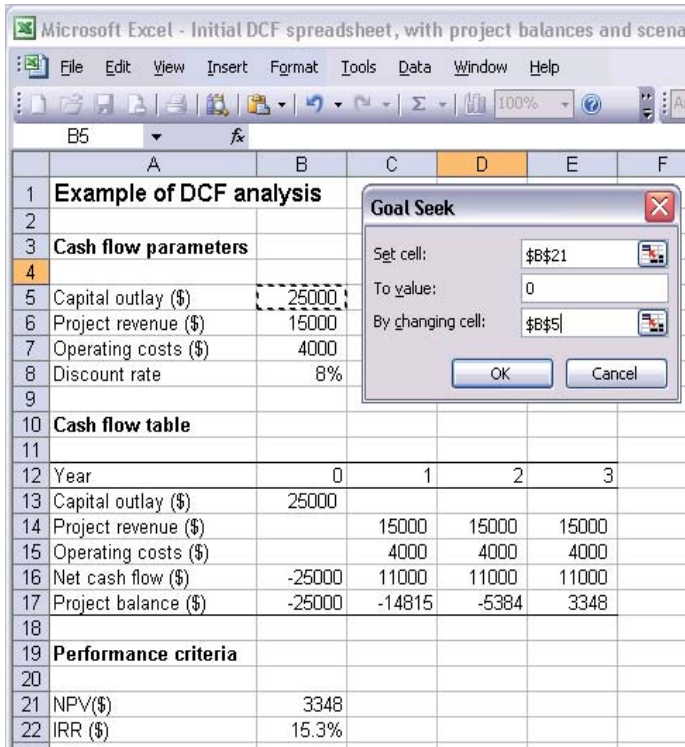 Microsoft Excel - Initial DCF spreadsheet, with project balances and scena
File Edit View Insert Format Tools Data Window Help
Σ 100% ?
B5 fx
A B C D E F
1 Example of DCF analysis
Goal Seek
2
3 Cash flow parameters
Set cell: $B$21
4
5 Capital outlay ($) 25000
To value: 0
6 Project revenue ($) 15000
By changing cell: $B$5
7 Operating costs ($) 4000
8 Discount rate 8%
OK Cancel
9
10 Cash flow table
11
12 Year 0 1 2 3
13 Capital outlay ($) 25000
14 Project revenue ($) 15000 15000 15000
15 Operating costs ($) 4000 4000 4000
16 Net cash flow ($) -25000 11000 11000 11000
17 Project balance ($) -25000 -14815 -5384 3348
18
19 Performance criteria
20
21 NPV($) 3348
22 IRR ($) 15.3%